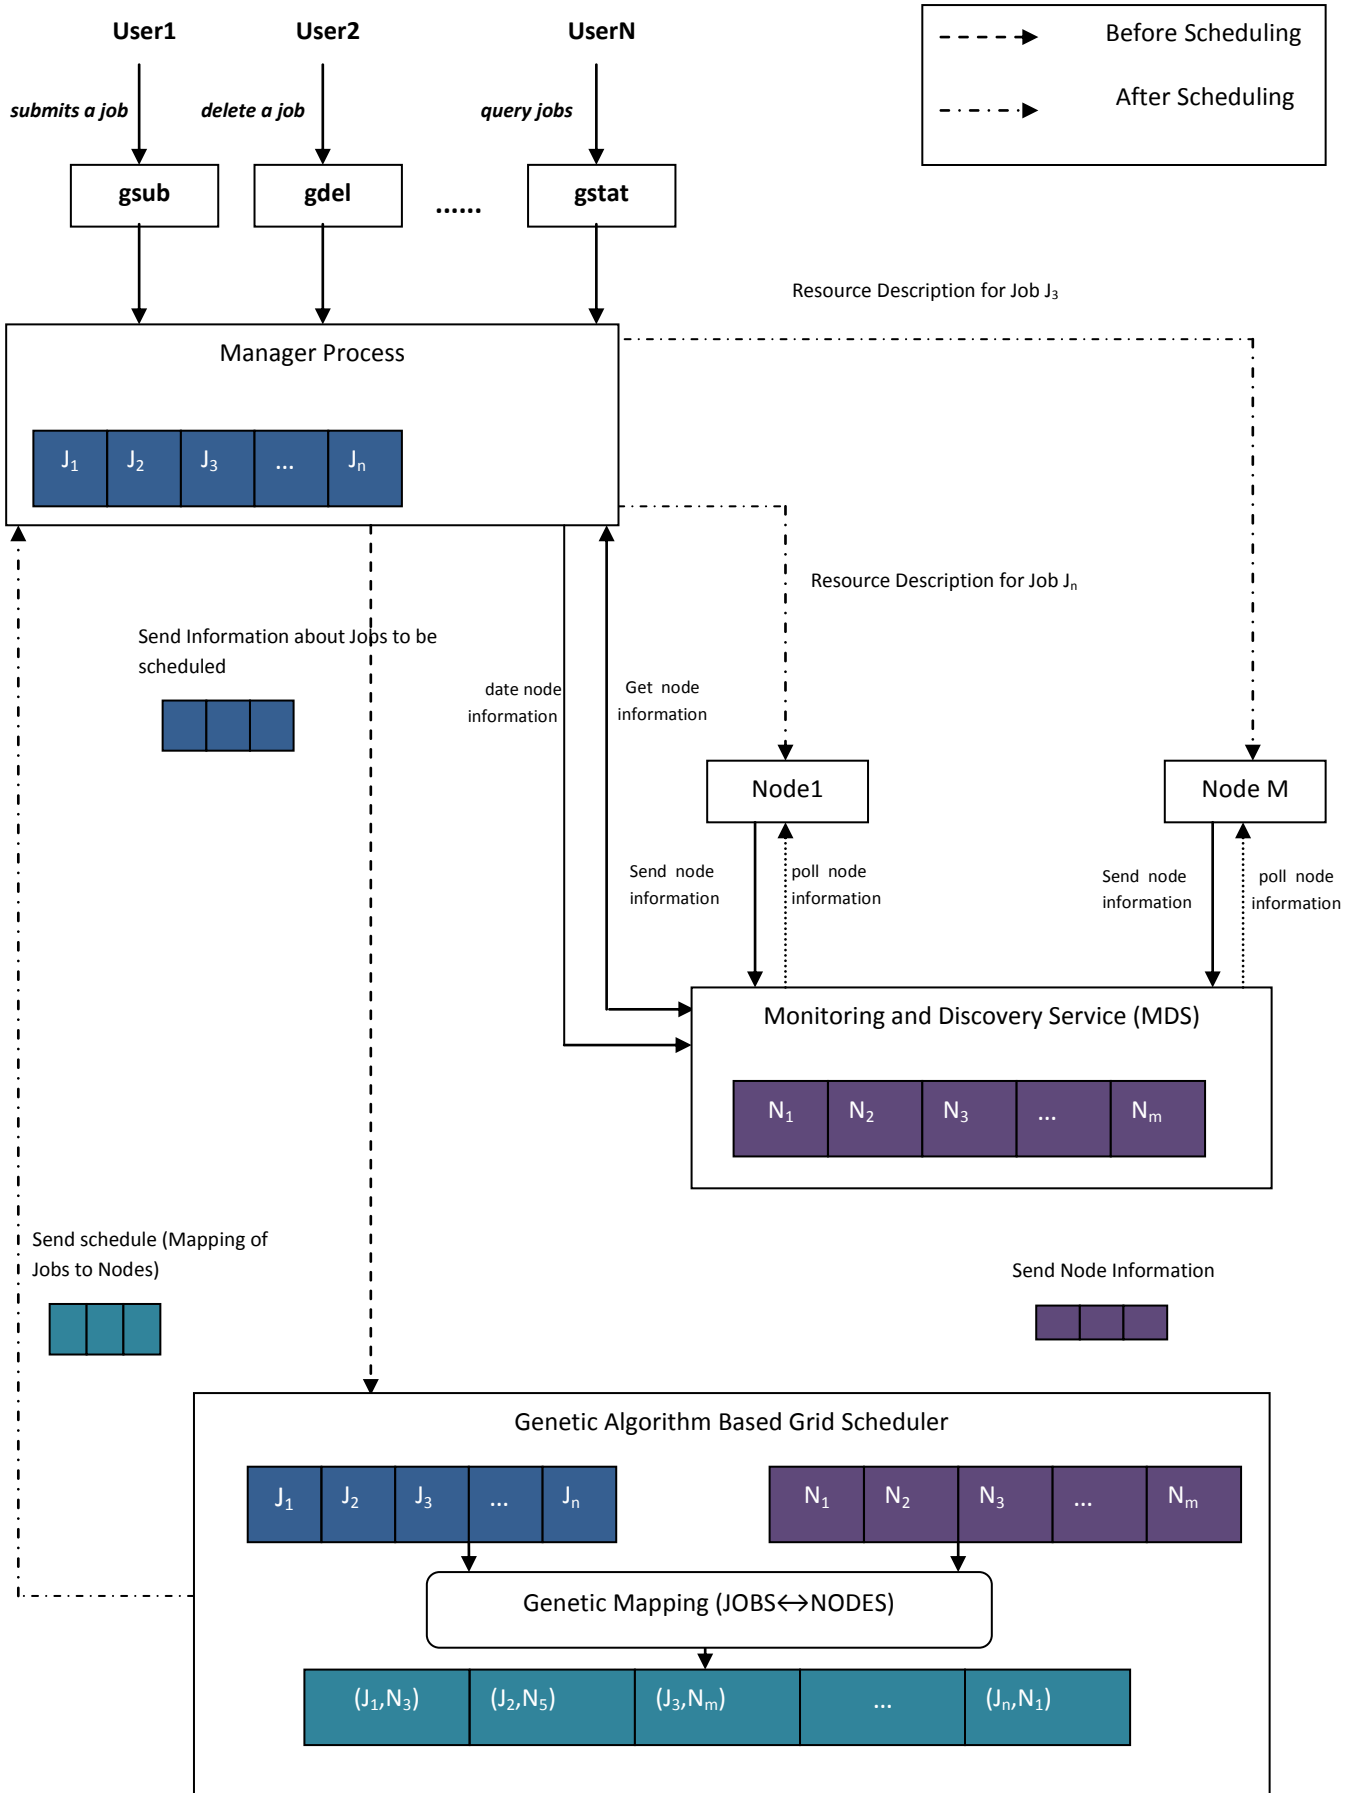 User1 User2 UserN
Before Scheduling
After Scheduling
submits a job delete a job query jobs
gsub gdel ...... gstat
Resource Description for Job J₃
Manager Process
J₁ J₂ J₃ ... Jₙ
Resource Description for Job Jₙ
Send Information about Jobs to be
scheduled
date node
information
Get node
information
Node1
Node M
Send node
information
poll node
information
Send node
information
poll node
information
Monitoring and Discovery Service (MDS)
N₁ N₂ N₃ ... Nₘ
Send schedule (Mapping of
Jobs to Nodes)
Send Node Information
Genetic Algorithm Based Grid Scheduler
J₁ J₂ J₃ ... Jₙ
N₁ N₂ N₃ ... Nₘ
Genetic Mapping (JOBS↔NODES)
(J₁,N₃) (J₂,N₅) (J₃,Nₘ) ... (Jₙ,N₁)